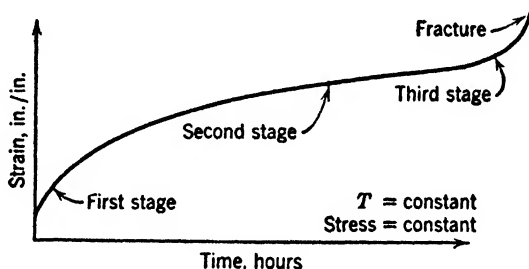 Fracture
Third stage
Second stage
First stage
T = constant
Stress = constant
Strain, in./in.
Time, hours